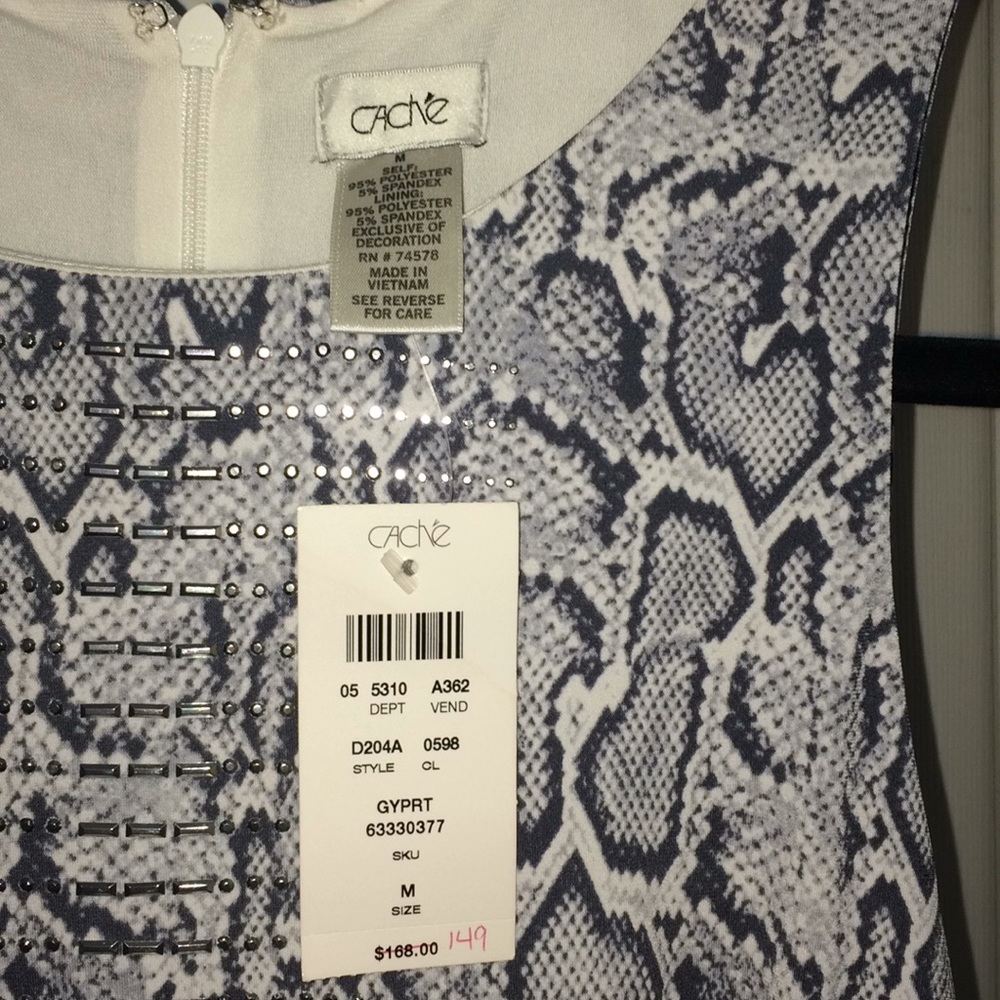 CACHÉ
M
SELF:
95% POLYESTER
5% SPANDEX
LINING:
95% POLYESTER
5% SPANDEX
EXCLUSIVE OF
DECORATION
RN # 74578
MADE IN
VIETNAM
SEE REVERSE
FOR CARE
CACHÉ
05 5310 A362
DEPT VEND
D204A 0598
STYLE CL
GYPRT
63330377
SKU
M
SIZE
$168.00 149